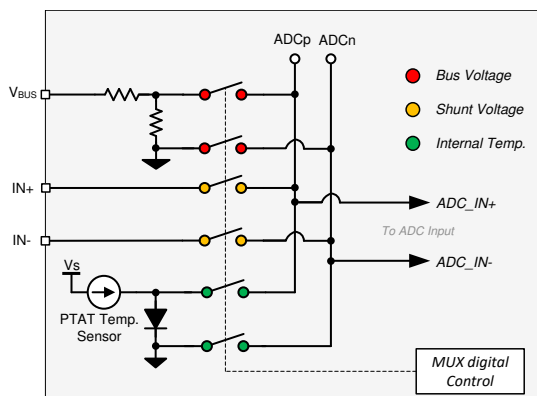 ADCp ADCn
VBUS
Bus Voltage
Shunt Voltage
Internal Temp.
IN+
ADC_IN+
To ADC Input
IN-
ADC_IN-
Vs
PTAT Temp.
Sensor
MUX digital
Control